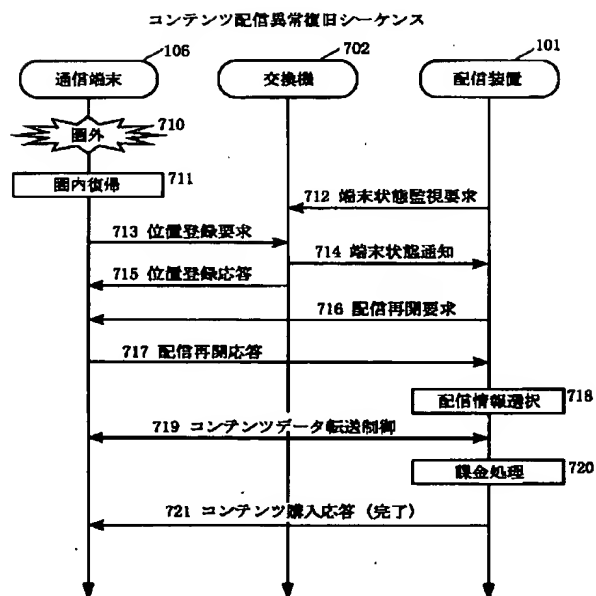 コンテンツ配信異常復旧シーケンス
106
702
101
通信端末
交換機
配信装置
圏外
710
圏内復帰
711
712 端末状態監視要求
713 位置登録要求
714 端末状態通知
715 位置登録応答
716 配信再開要求
717 配信再開応答
配信情報選択
718
719 コンテンツデータ転送制御
課金処理
720
721 コンテンツ購入応答（完了）